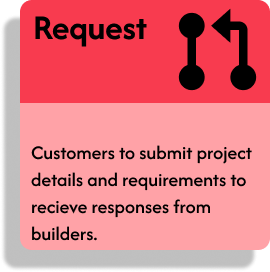 Request
Customers to submit project
details and requirements to
recieve responses from
builders.